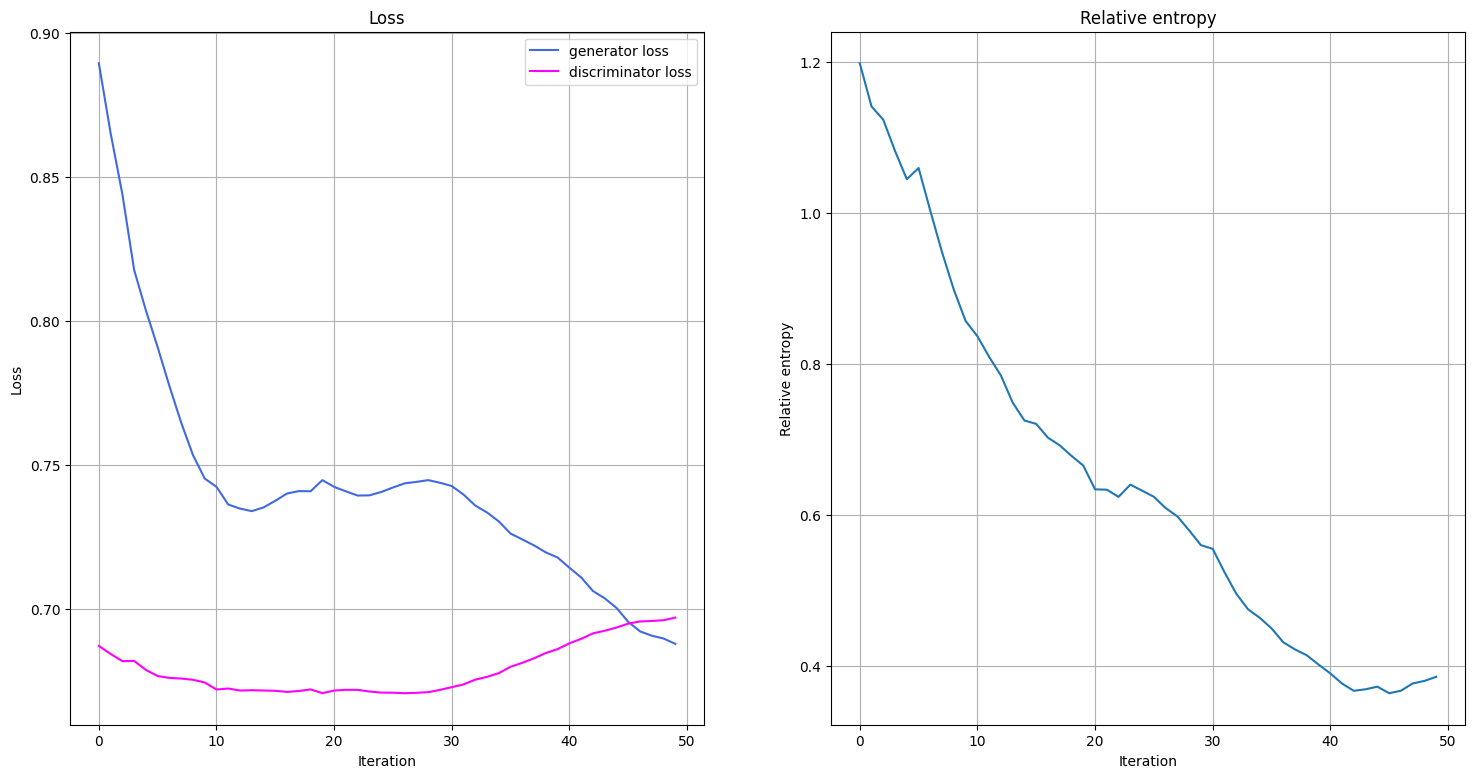 Loss
generator loss
discriminator loss
0.90
0.85
0.80
0.75
0.70
Loss
0 10 20 30 40 50
Iteration
Relative entropy
1.2
1.0
0.8
0.6
0.4
Relative entropy
0 10 20 30 40 50
Iteration